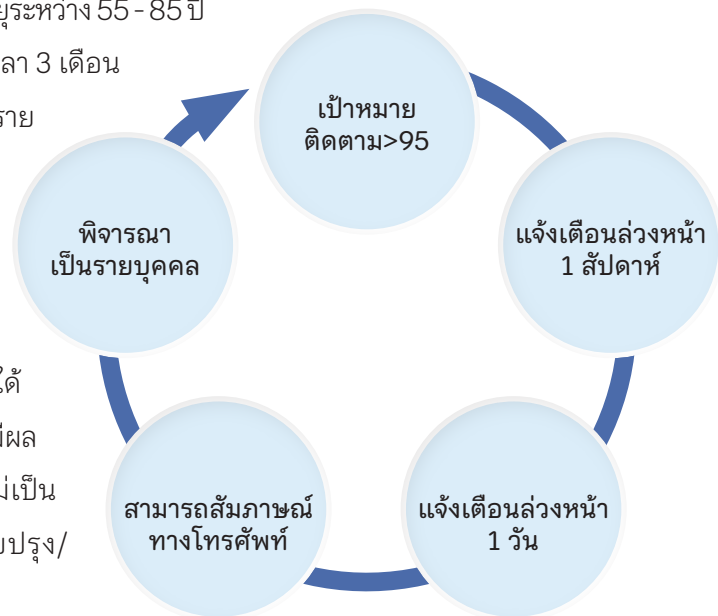 อายุระหว่าง 55 - 85 ปี
เวลา 3 เดือน
ราย
เป้าหมาย
ติดตาม>95
แจ้งเตือนล่วงหน้า
1 สัปดาห์
แจ้งเตือนล่วงหน้า
1 วัน
สามารถสัมภาษณ์
ทางโทรศัพท์
พิจารณา
เป็นรายบุคคล
ได้
มีผล
ไม่เป็น
ปรุง/